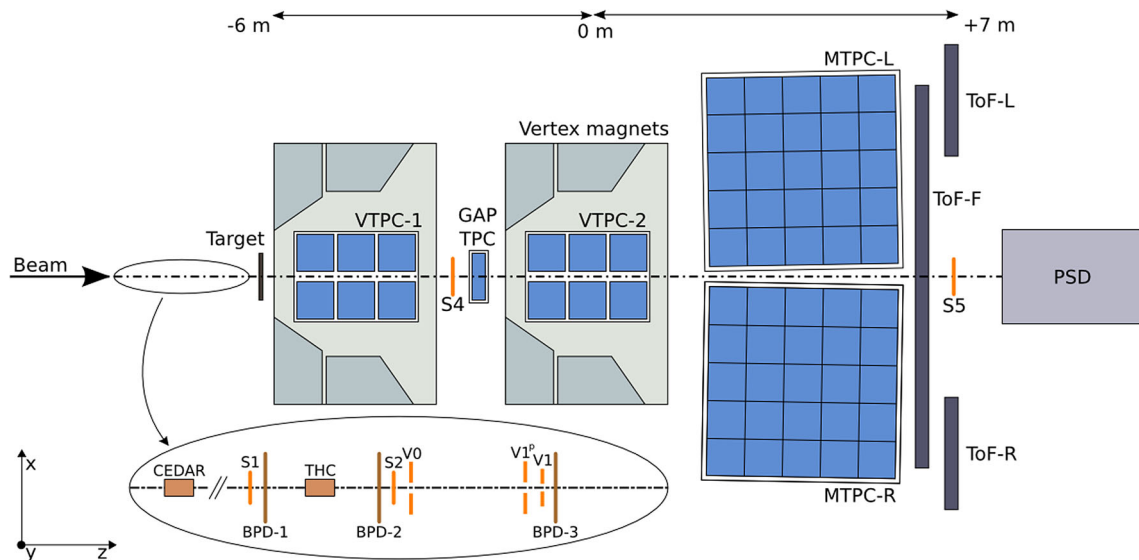 -6 m
0 m
+7 m
MTPC-L
ToF-L
Vertex magnets
ToF-F
VTPC-1
GAP
TPC
VTPC-2
Target
Beam
S4
S5
PSD
ToF-R
MTPC-R
x
y
z
CEDAR
S1
THC
S2
V0
V1p
V1
BPD-1
BPD-2
BPD-3